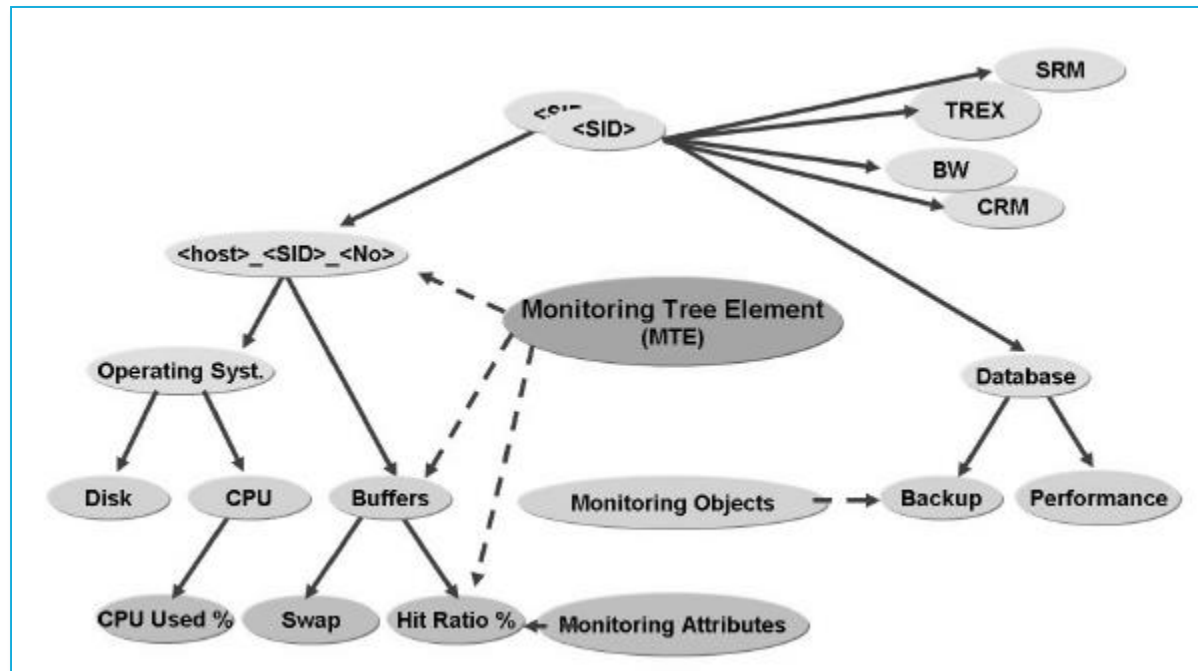 SRM
TREX
<SID>
BW
CRM
<host>_<SID>_<No>
Monitoring Tree Element
(MTE)
Operating Syst.
Database
Disk
CPU
Buffers
Monitoring Objects
Backup
Performance
CPU Used %
Swap
Hit Ratio %
Monitoring Attributes